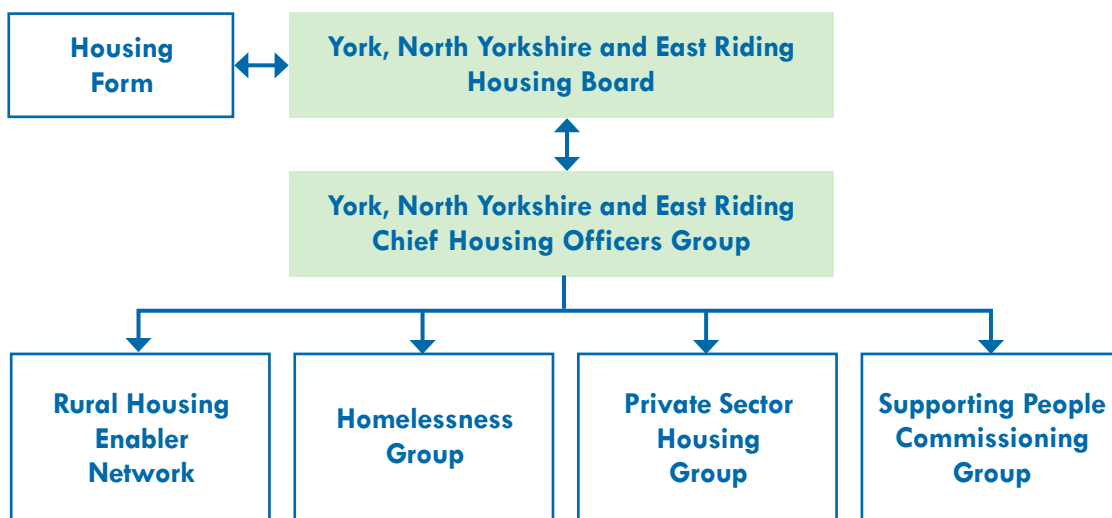 Housing
Form
York, North Yorkshire and East Riding
Housing Board
York, North Yorkshire and East Riding
Chief Housing Officers Group
Rural Housing
Enabler
Network
Homelessness
Group
Private Sector
Housing
Group
Supporting People
Commissioning
Group